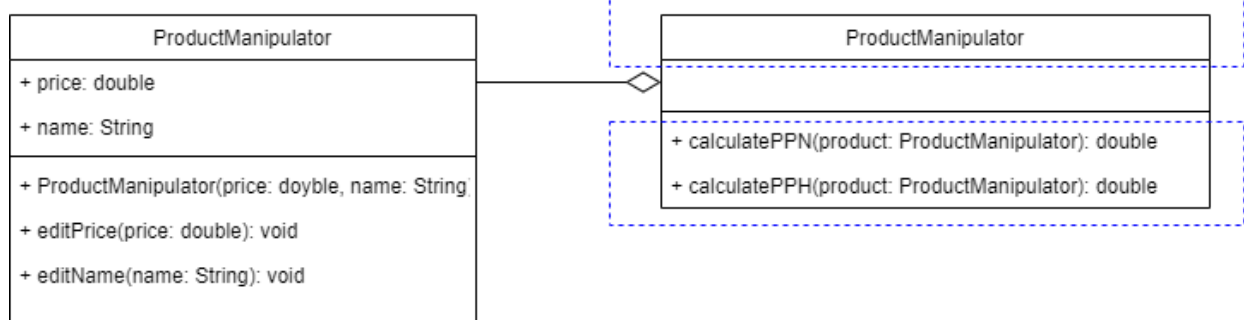 ProductManipulator
+ price: double
+ name: String
+ ProductManipulator(price: doyble, name: String)
+ editPrice(price: double): void
+ editName(name: String): void
ProductManipulator
+ calculatePPN(product: ProductManipulator): double
+ calculatePPH(product: ProductManipulator): double